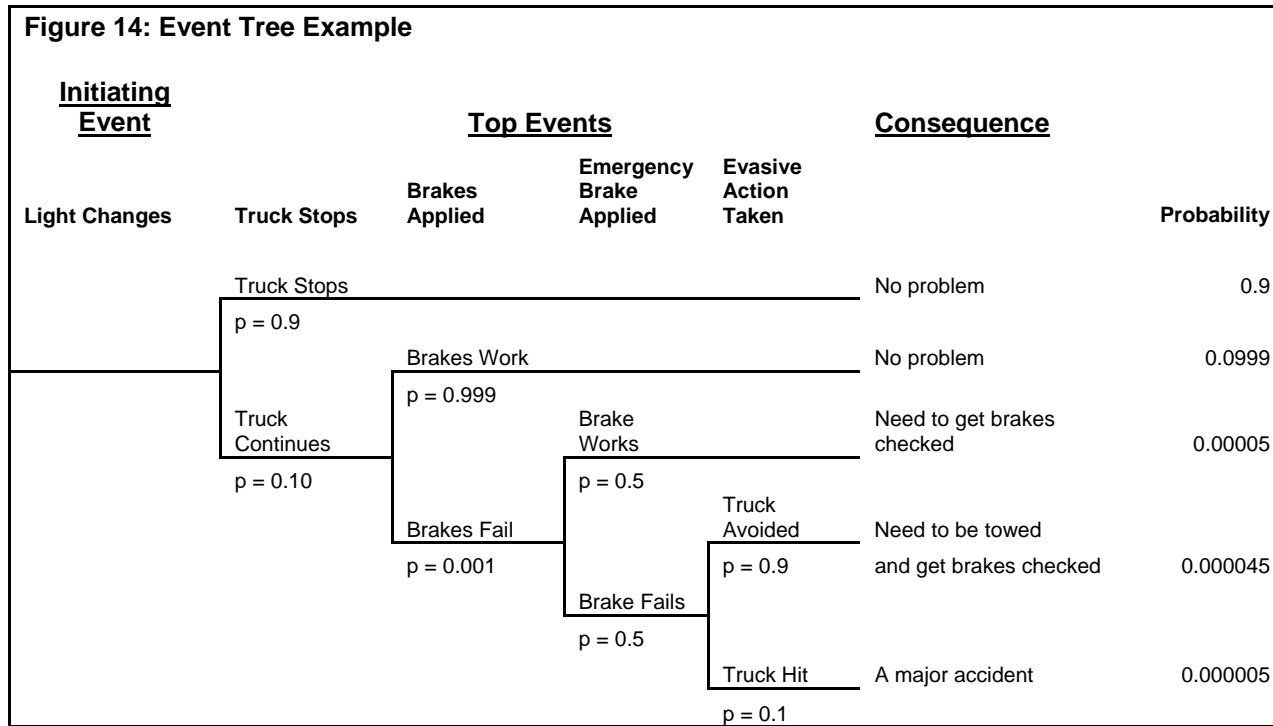 Figure 14: Event Tree Example
Initiating
Event
Top Events
Consequence
Light Changes
Truck Stops
Brakes
Applied
Emergency
Brake
Applied
Evasive
Action
Taken
Probability
Truck Stops
No problem
0.9
p = 0.9
Brakes Work
No problem
0.0999
p = 0.999
Truck
Continues
p = 0.10
Brake
Works
p = 0.5
Need to get brakes
checked
0.00005
Brakes Fail
p = 0.001
Truck
Avoided
p = 0.9
Need to be towed
and get brakes checked
0.000045
Brake Fails
p = 0.5
Truck Hit
A major accident
0.000005
p = 0.1